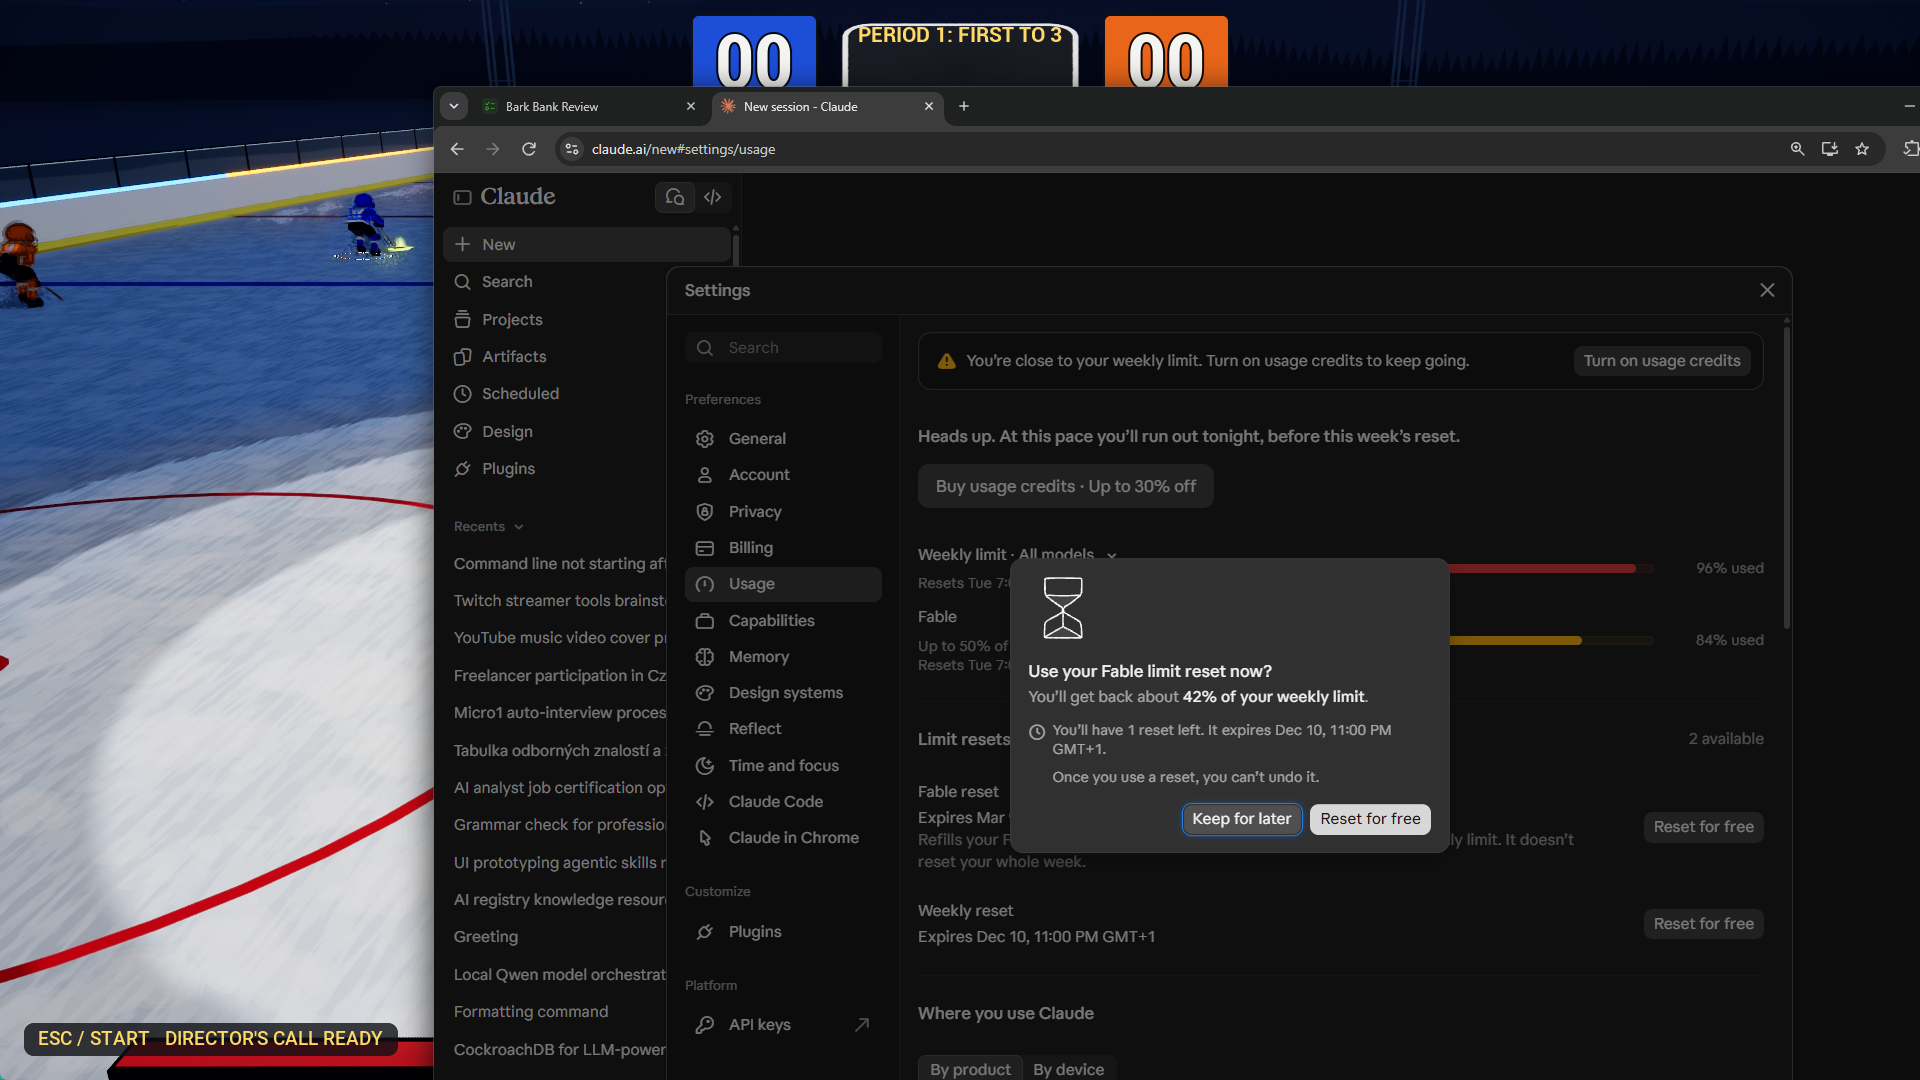 PERIOD 1: FIRST TO 3
00
00
Bark Bank Review
New session - Claude
claude.ai/new#settings/usage
Claude
New
Search
Projects
Artifacts
Scheduled
Design
Plugins
Recents
Command line not starting aft
Twitch streamer tools brainst
YouTube music video cover p
Freelancer participation in Cz
Micro1 auto-interview proces
Tabulka odborných znalostí a
AI analyst job certification op
Grammar check for professio
UI prototyping agentic skills r
AI registry knowledge resour
Greeting
Local Qwen model orchestrat
Formatting command
CockroachDB for LLM-power
Settings
Search
Preferences
General
Account
Privacy
Billing
Usage
Capabilities
Memory
Design systems
Reflect
Time and focus
Claude Code
Claude in Chrome
Customize
Plugins
Platform
API keys
You're close to your weekly limit. Turn on usage credits to keep going.
Turn on usage credits
Heads up. At this pace you'll run out tonight, before this week's reset.
Buy usage credits · Up to 30% off
Weekly limit · All models
Resets Tue 7:
96% used
Fable
Up to 50% of
Resets Tue 7:
84% used
Use your Fable limit reset now?
You'll get back about 42% of your weekly limit.
You'll have 1 reset left. It expires Dec 10, 11:00 PM
GMT+1.
Once you use a reset, you can't undo it.
Keep for later
Reset for free
Limit resets
2 available
Fable reset
Expires Mar
Refills your F
ly limit. It doesn't
reset your whole week.
Reset for free
Weekly reset
Expires Dec 10, 11:00 PM GMT+1
Reset for free
Where you use Claude
By product
By device
ESC / START DIRECTOR'S CALL READY